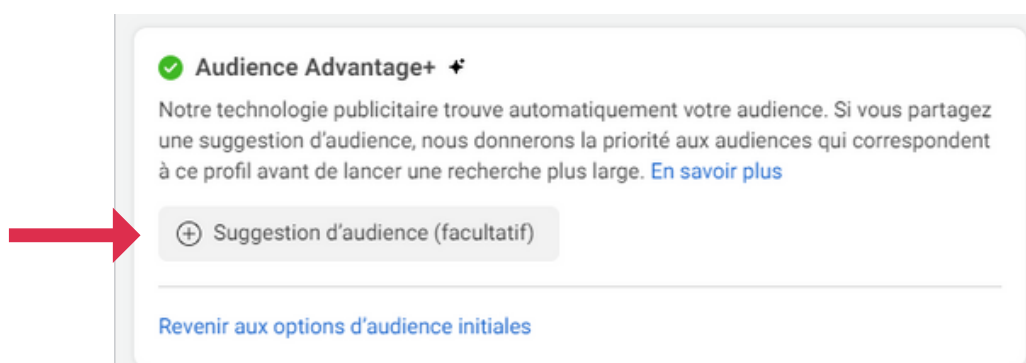 Audience Advantage+
Notre technologie publicitaire trouve automatiquement votre audience. Si vous partagez
une suggestion d’audience, nous donnerons la priorité aux audiences qui correspondent
à ce profil avant de lancer une recherche plus large. En savoir plus
Suggestion d’audience (facultatif)
Revenir aux options d’audience initiales